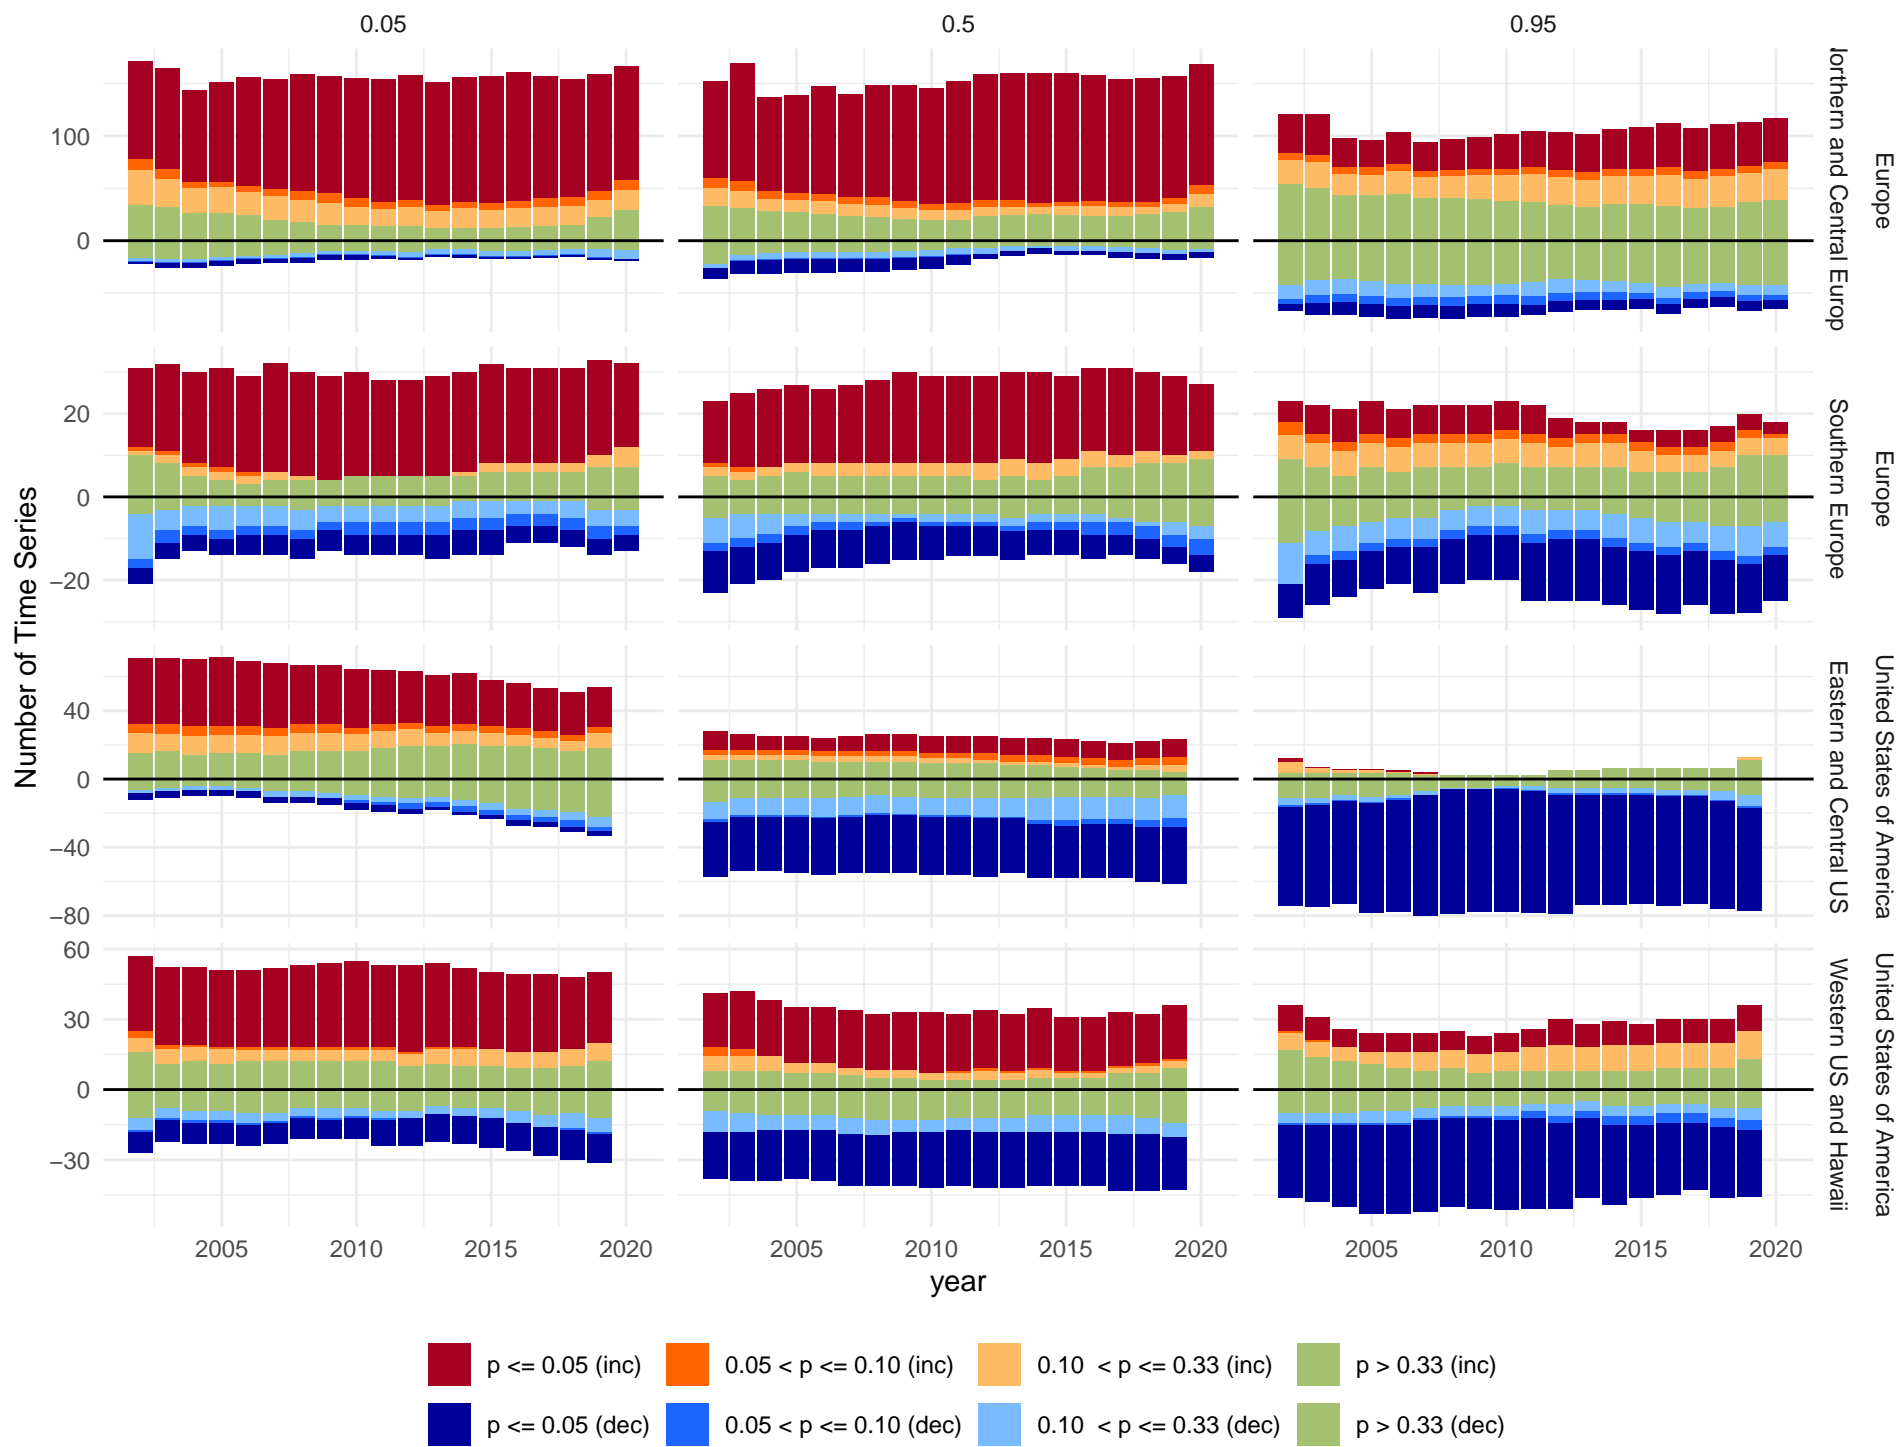 0.05 0.5 0.95
100
0
orthern and Central Europ
Europe
20
0
−20
Southern Europe
Europe
40
0
−40
−80
Eastern and Central US
United States of America
60
30
0
−30
Western US and Hawaii
United States of America
Number of Time Series
2005 2010 2015 2020 2005 2010 2015 2020 2005 2010 2015 2020
year
p <= 0.05 (inc) 0.05 < p <= 0.10 (inc) 0.10 < p <= 0.33 (inc) p > 0.33 (inc)
p <= 0.05 (dec) 0.05 < p <= 0.10 (dec) 0.10 < p <= 0.33 (dec) p > 0.33 (dec)